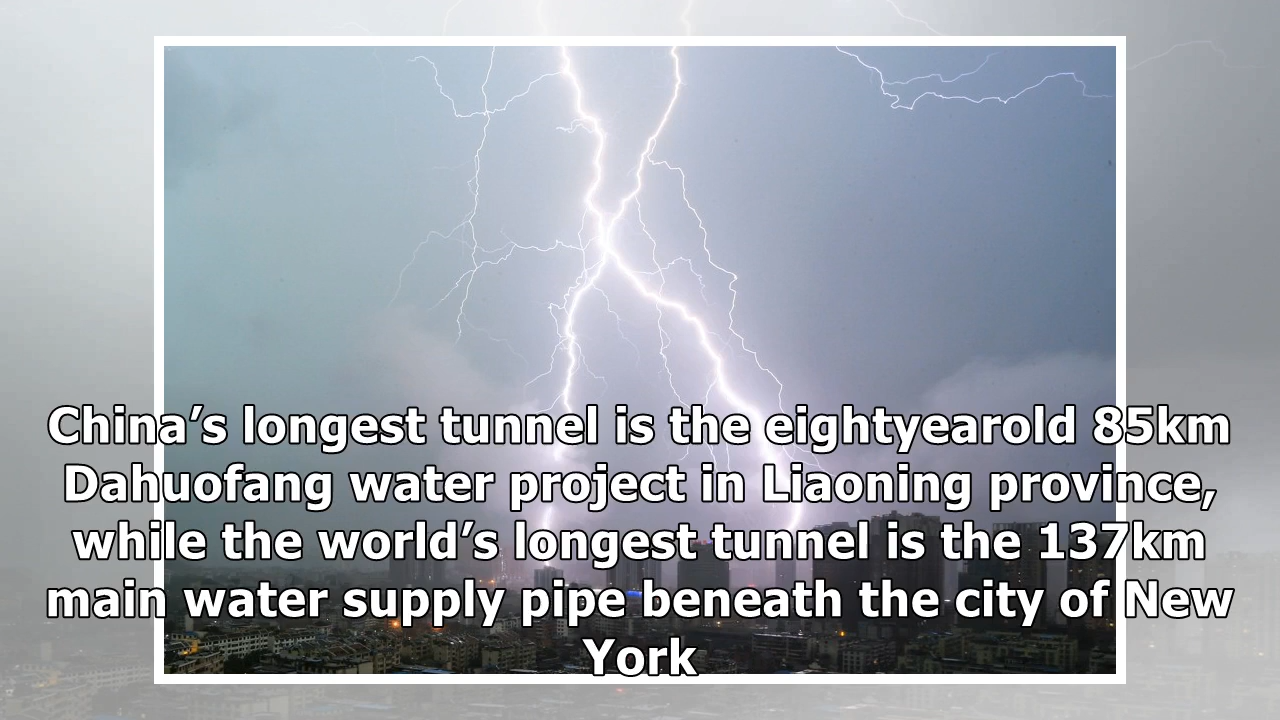 China’s longest tunnel is the eightyearold 85km
Dahuofang water project in Liaoning province,
while the world’s longest tunnel is the 137km
main water supply pipe beneath the city of New
York